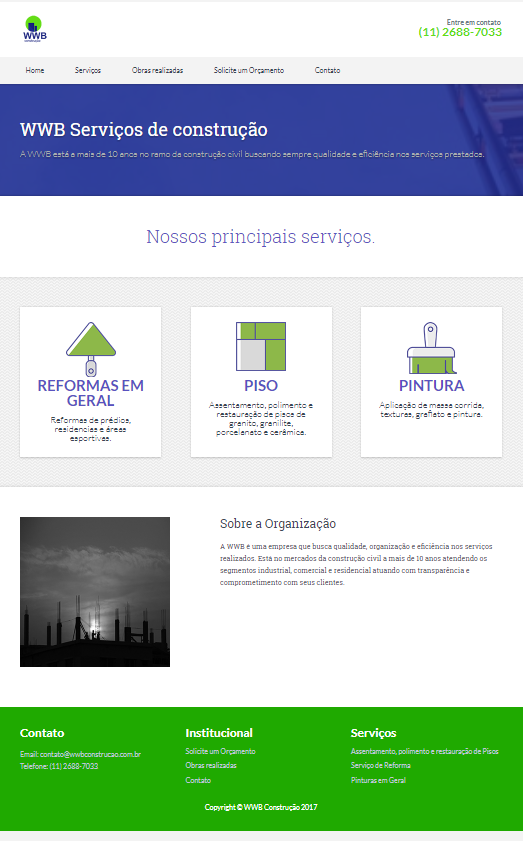 WWB
Entre em contato
(11) 2688-7033
Home Serviços Obras realizadas Solicite um Orçamento Contato
WWB Serviços de construção
A WWB está a mais de 10 anos no ramo da construção civil buscando sempre qualidade e eficiência nos serviços prestados.
Nossos principais serviços.
REFORMAS EM
GERAL
Reformas de prédios,
residencias e áreas
esportivas.
PISO
Assentamento, polimento e
restauração de pisos de
granito, granilite,
porcelanato e cerâmica.
PINTURA
Aplicação de massa corrida,
texturas, grafiato e pintura.
Sobre a Organização
A WWB é uma empresa que busca qualidade, organização e eficiência nos serviços
realizados. Está no mercados da construção civil a mais de 10 anos atendendo os
segmentos industrial, comercial e residencial atuando com transparência e
comprometimento com seus clientes.
Contato
Email: contato@wwbconstrucao.com.br
Telefone: (11) 2688-7033
Institucional
Solicite um Orçamento
Obras realizadas
Contato
Serviços
Assentamento, polimento e restauração de Pisos
Serviço de Reforma
Pinturas em Geral
Copyright © WWB Construção 2017